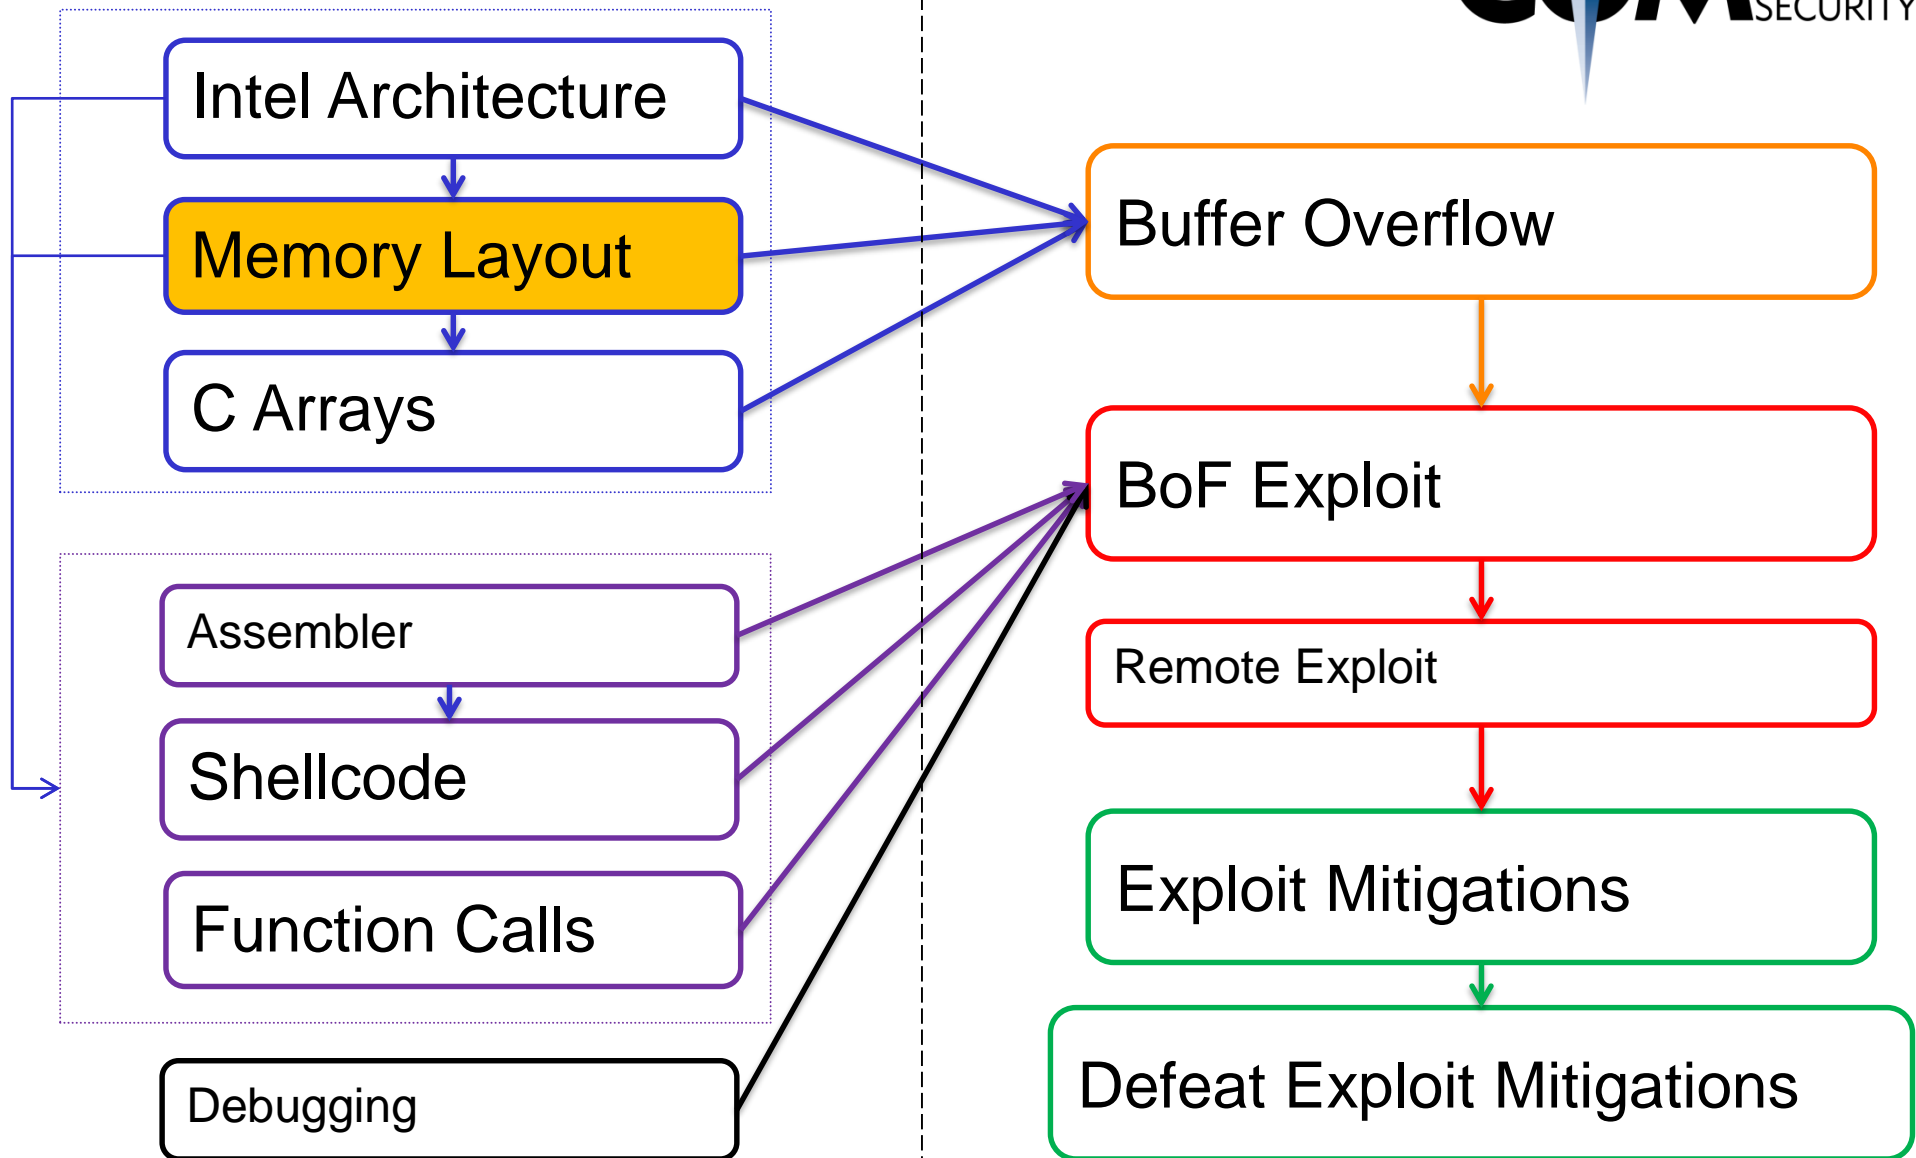 SECURITY
Intel Architecture
Memory Layout
C Arrays
Assembler
Shellcode
Function Calls
Debugging
Buffer Overflow
BoF Exploit
Remote Exploit
Exploit Mitigations
Defeat Exploit Mitigations